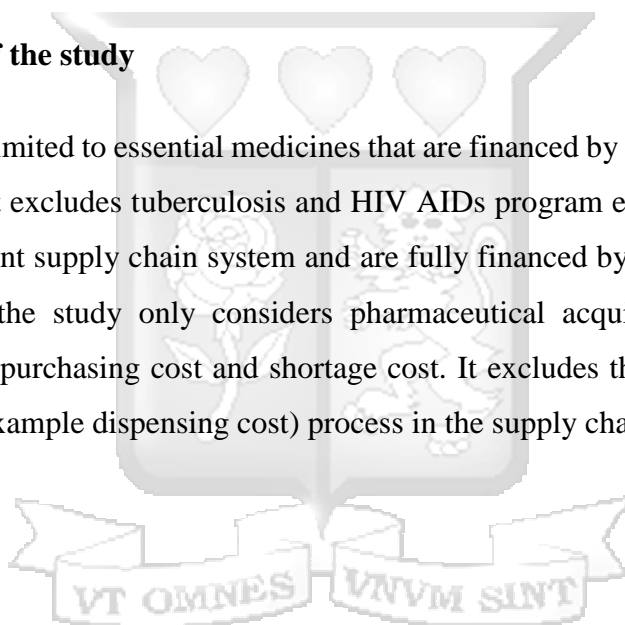 f the study
imited to essential medicines that are financed by
excludes tuberculosis and HIV AIDs program e
nt supply chain system and are fully financed by
the study only considers pharmaceutical acqui
purchasing cost and shortage cost. It excludes th
xample dispensing cost) process in the supply cha
VT OMNES VNVM SINT